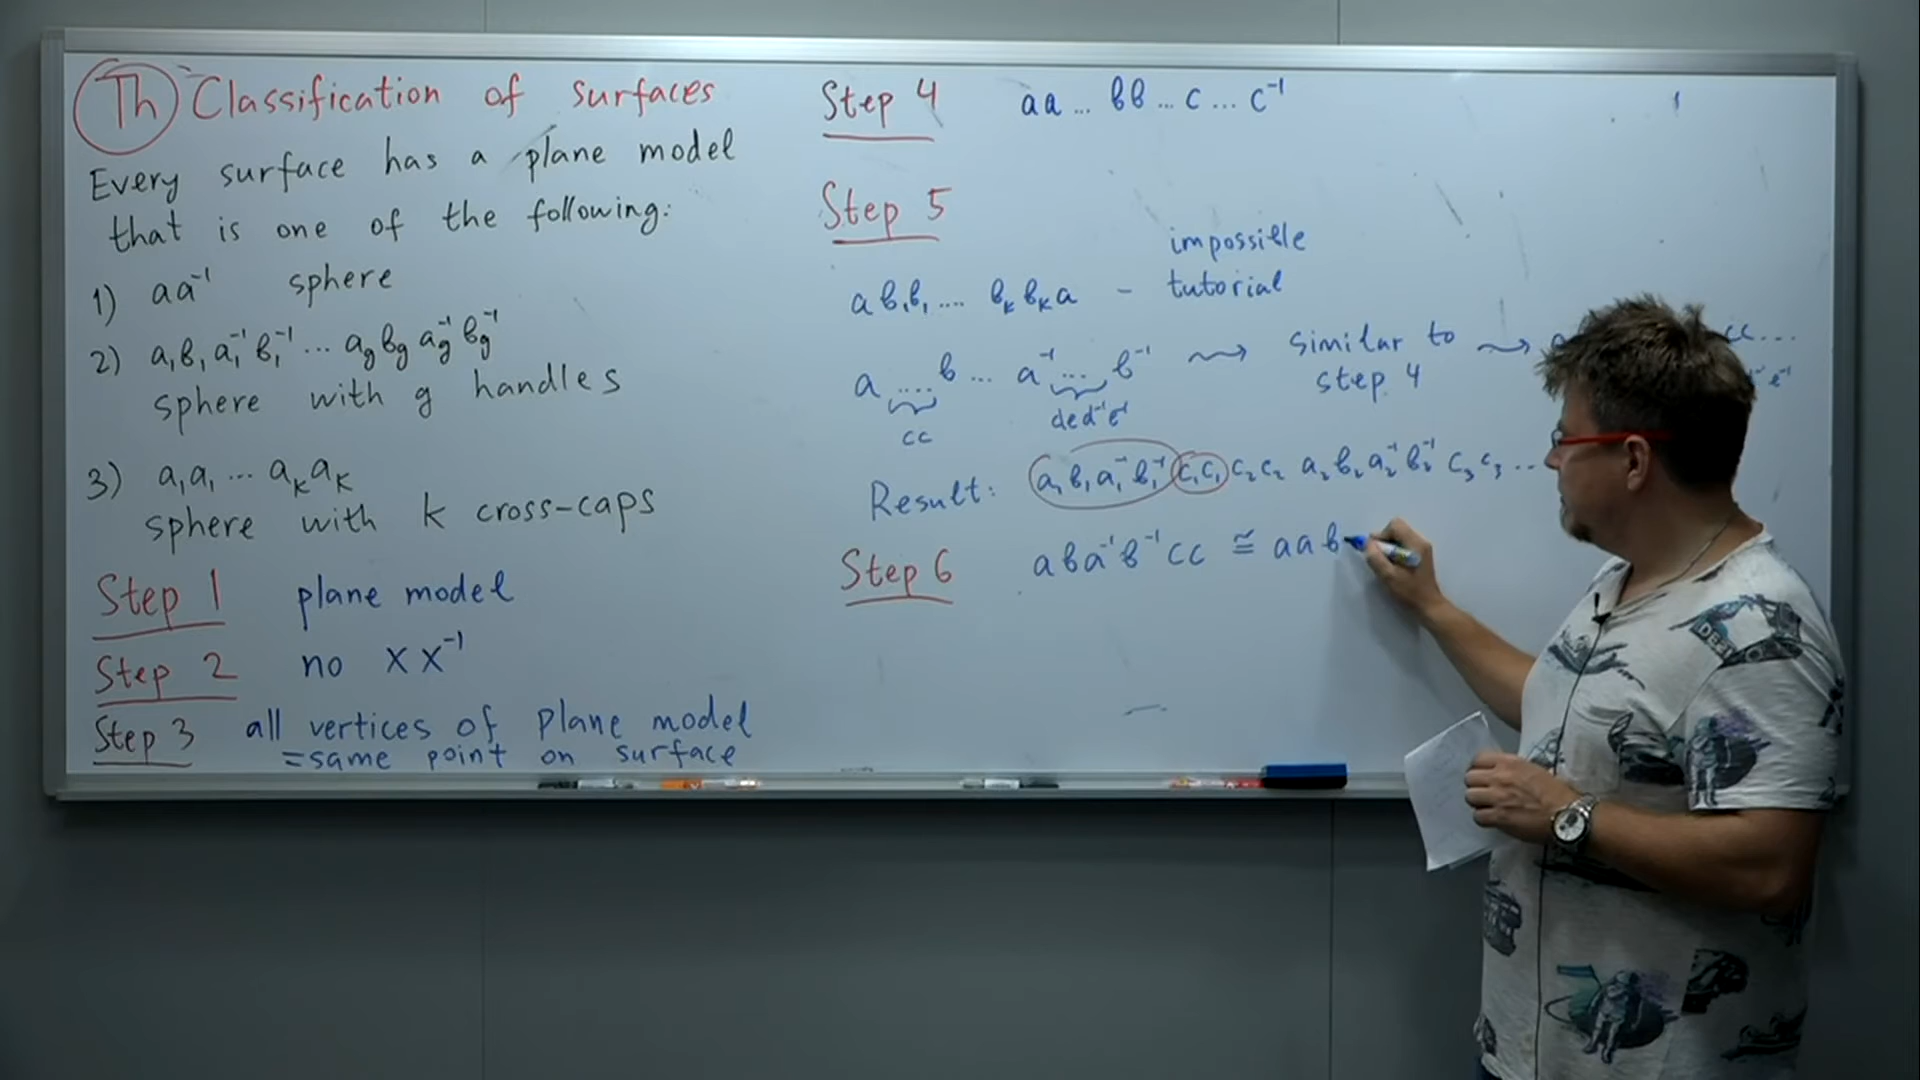 Th Classification of surfaces
Every surface has a plane model
that is one of the following:
1) aa⁻¹ sphere
2) a₁b₁a₁⁻¹b₁⁻¹ ... a_g b_g a_g⁻¹ b_g⁻¹
sphere with g handles
3) a₁a₁ ... a_k a_k
sphere with k cross-caps
Step 1 plane model
Step 2 no xx⁻¹
Step 3 all vertices of plane model
=same point on surface
Step 4 aa ... bb ... c ... c⁻¹
Step 5
impossible
ab₁b₁ .... b_k b_k a - tutorial
a .... b ... a⁻¹ ... b⁻¹ ⇝ similar to ⇝ cc...
step 4
cc ded⁻¹e⁻¹ e⁻¹
Result: a₁b₁a₁⁻¹b₁⁻¹ c₁c₁ c₂c₂ a₂b₂a₂⁻¹b₂⁻¹ c₃c₃ ...
Step 6 aba⁻¹b⁻¹cc ≅ aab